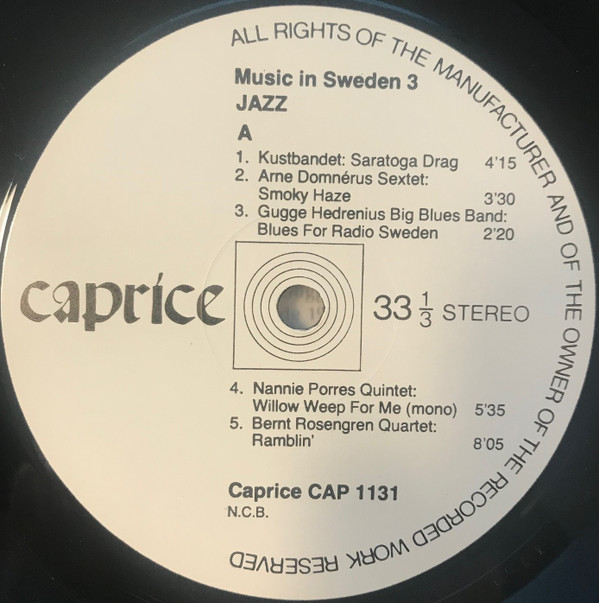 ALL RIGHTS OF THE MANUFACTURER AND OF THE OWNER OF THE RECORDED WORK RESERVED
Music in Sweden 3
JAZZ
A
1. Kustbandet: Saratoga Drag 4'15
2. Arne Domnérus Sextet:
Smoky Haze 3'30
3. Gugge Hedrenius Big Blues Band:
Blues For Radio Sweden 2'20
caprice
33 1/3 STEREO
4. Nannie Porres Quintet:
Willow Weep For Me (mono) 5'35
5. Bernt Rosengren Quartet:
Ramblin' 8'05
Caprice CAP 1131
N.C.B.